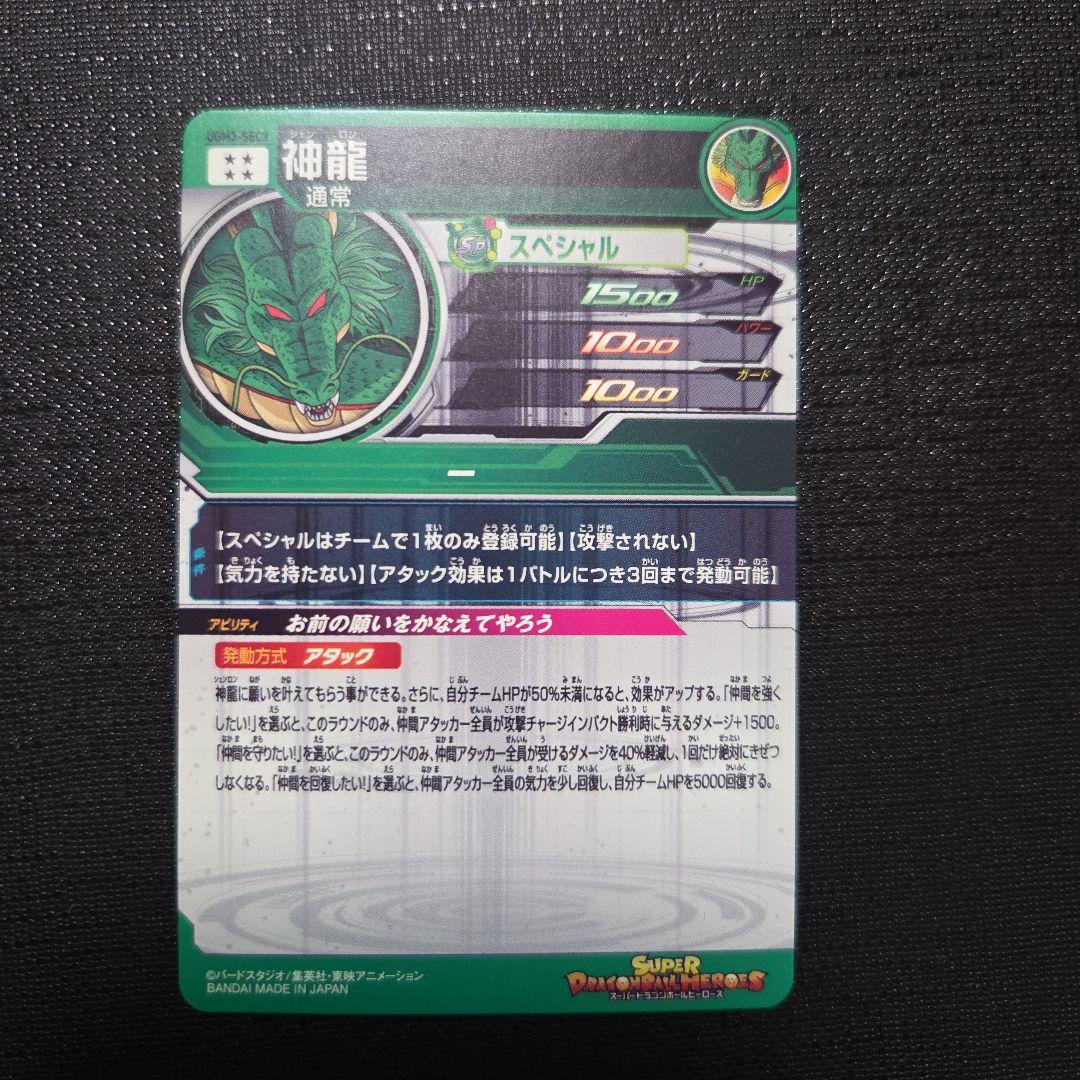 UGM3-SEC3
神龍
シェン ロン
通常
SP スペシャル
1500 HP
1000 パワー
1000 ガード
ー
条件
【スペシャルはチームで1枚のみ登録可能】【攻撃されない】
【気力を持たない】【アタック効果は1バトルにつき3回まで発動可能】
アビリティ お前の願いをかなえてやろう
発動方式 アタック
神龍に願いを叶えてもらう事ができる。さらに、自分チームHPが50%未満になると、効果がアップする。「仲間を強く
したい!」を選ぶと、このラウンドのみ、仲間アタッカー全員が攻撃チャージインパクト勝利時に与えるダメージ+1500。
「仲間を守りたい!」を選ぶと、このラウンドのみ、仲間アタッカー全員が受けるダメージを40%軽減し、1回だけ絶対にきぜつ
しなくなる。「仲間を回復したい!」を選ぶと、仲間アタッカー全員の気力を少し回復し、自分チームHPを5000回復する。
©バードスタジオ/集英社・東映アニメーション
BANDAI MADE IN JAPAN
SUPER
DRAGONBALL HEROES
スーパードラゴンボールヒーローズ